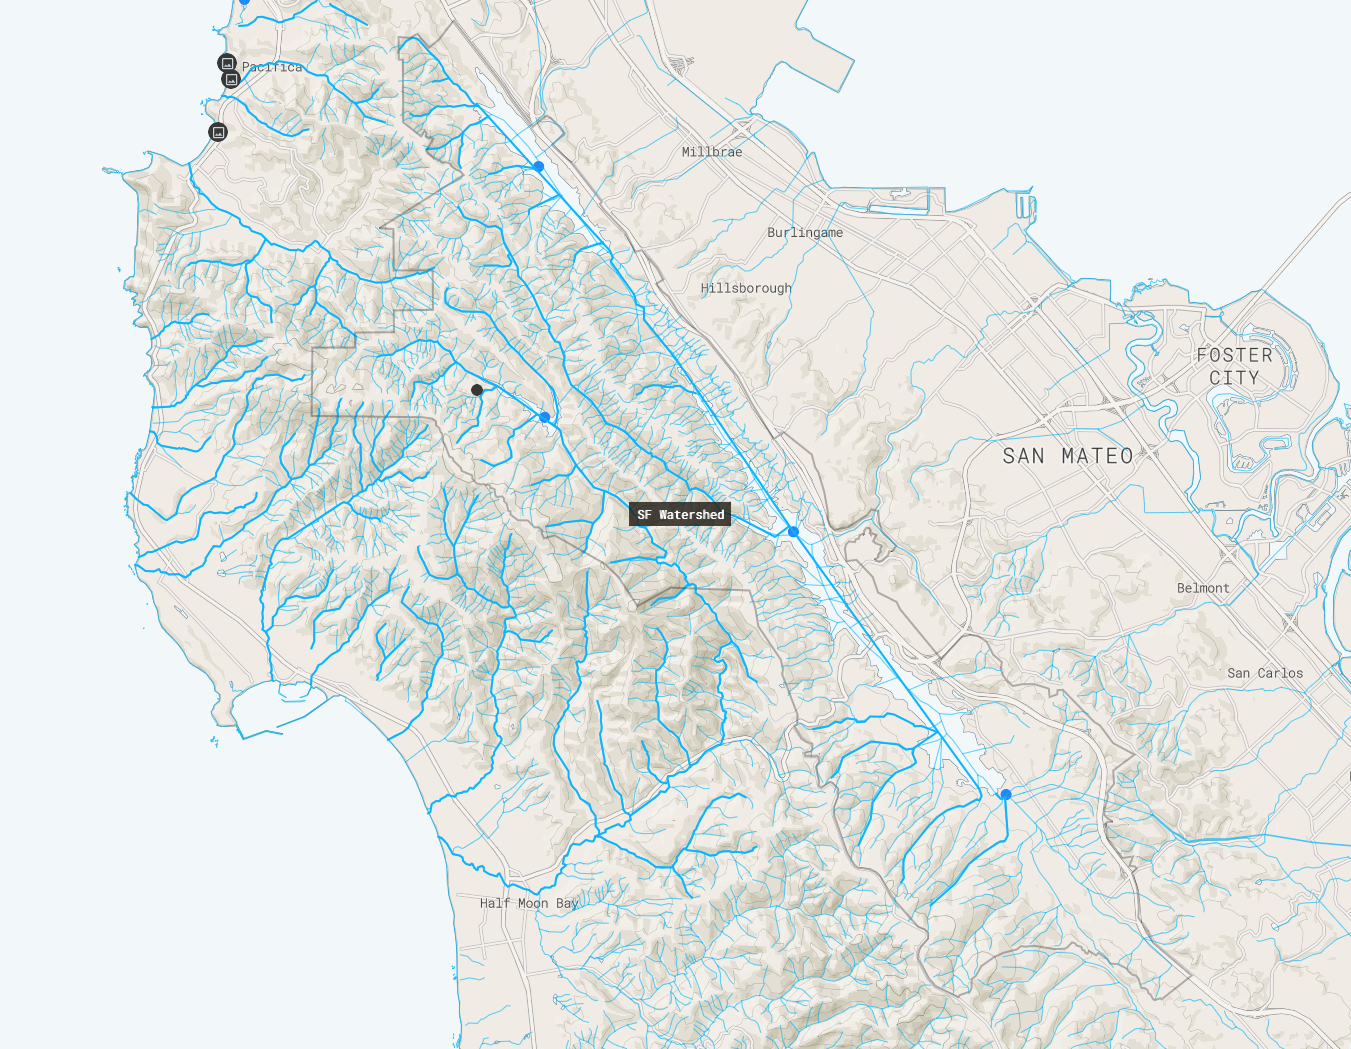 Pacifica
Millbrae
Burlingame
Hillsborough
FOSTER
CITY
SAN MATEO
SF Watershed
Belmont
San Carlos
Half Moon Bay